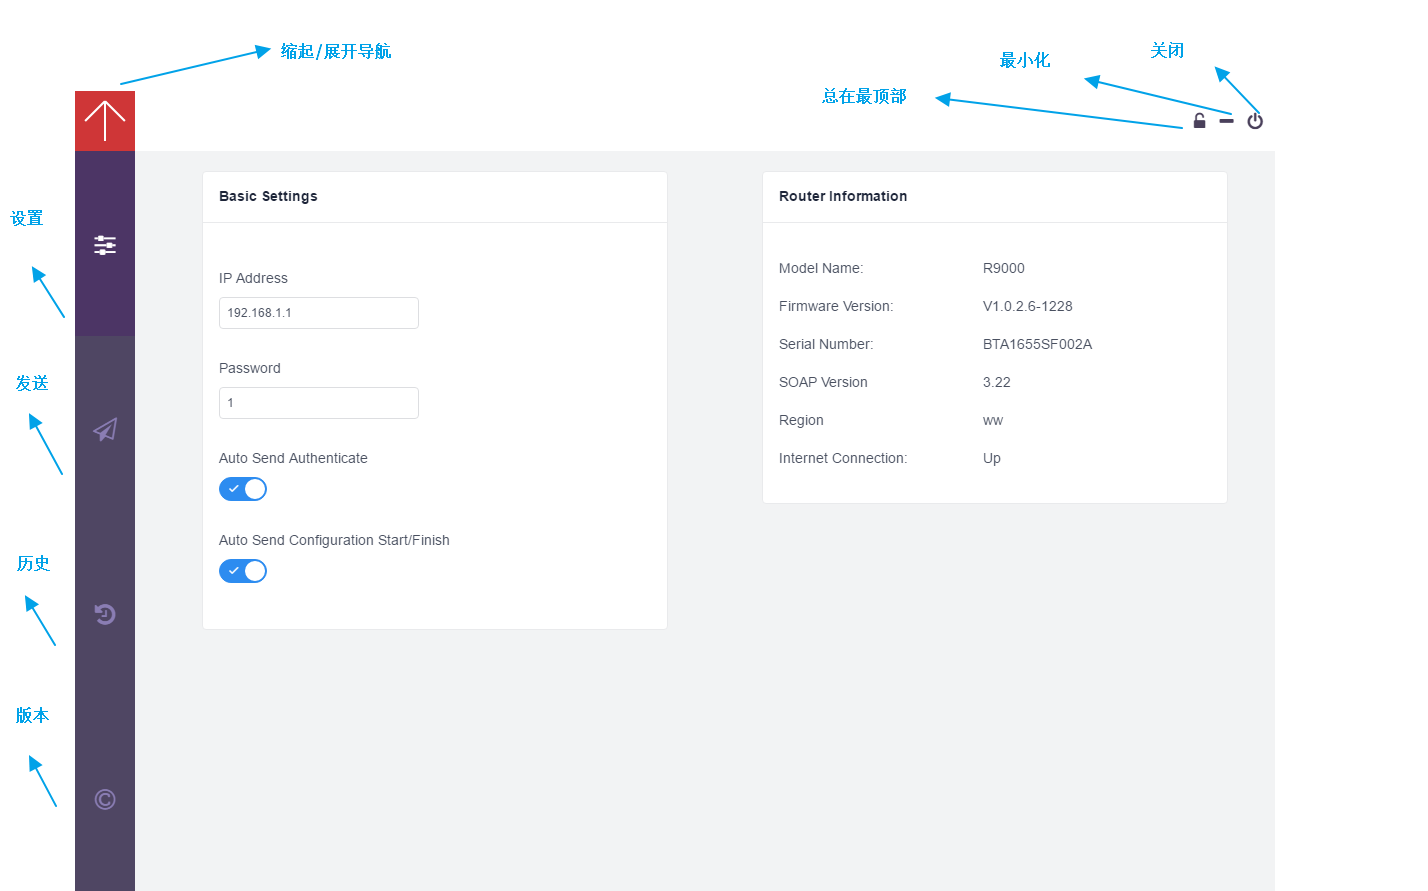 缩起/展开导航
最小化
关闭
总在最顶部
设置
发送
历史
版本
Basic Settings
IP Address
192.168.1.1
Password
1
Auto Send Authenticate
Auto Send Configuration Start/Finish
Router Information
Model Name: R9000
Firmware Version: V1.0.2.6-1228
Serial Number: BTA1655SF002A
SOAP Version 3.22
Region ww
Internet Connection: Up